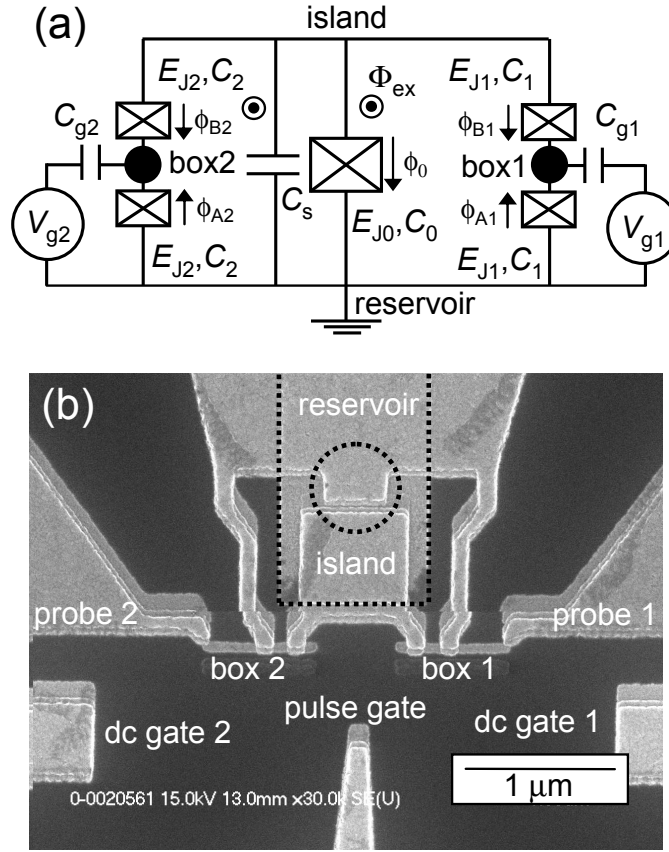 (a)
island
E_J2,C_2
Φ_ex
E_J1,C_1
C_g2
ϕ_B2
ϕ_B1
C_g1
box2
ϕ_0
box1
V_g2
ϕ_A2
C_s
ϕ_A1
V_g1
E_J0,C_0
E_J2,C_2
E_J1,C_1
reservoir
(b)
reservoir
island
probe 2
probe 1
box 2
box 1
pulse gate
dc gate 2
dc gate 1
1 μm
0-0020561 15.0kV 13.0mm x30.0k SE(U)